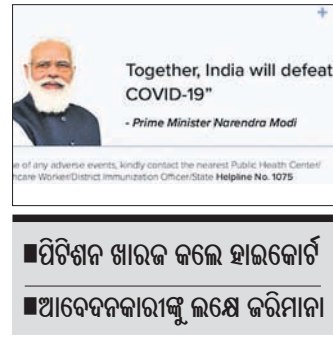 Together, India will defeat
COVID-19”
- Prime Minister Narendra Modi
e of any adverse events, kindly contact the nearest Public Health Center/
hcare Worker/District Immunization Officer/State Helpline No. 1075
■ପିଟିଶନ ଖାରଜ କଲେ ହାଇକୋର୍ଟ
■ଆବେଦନକାରୀଙ୍କୁ ଲକ୍ଷେ ଜରିମାନା